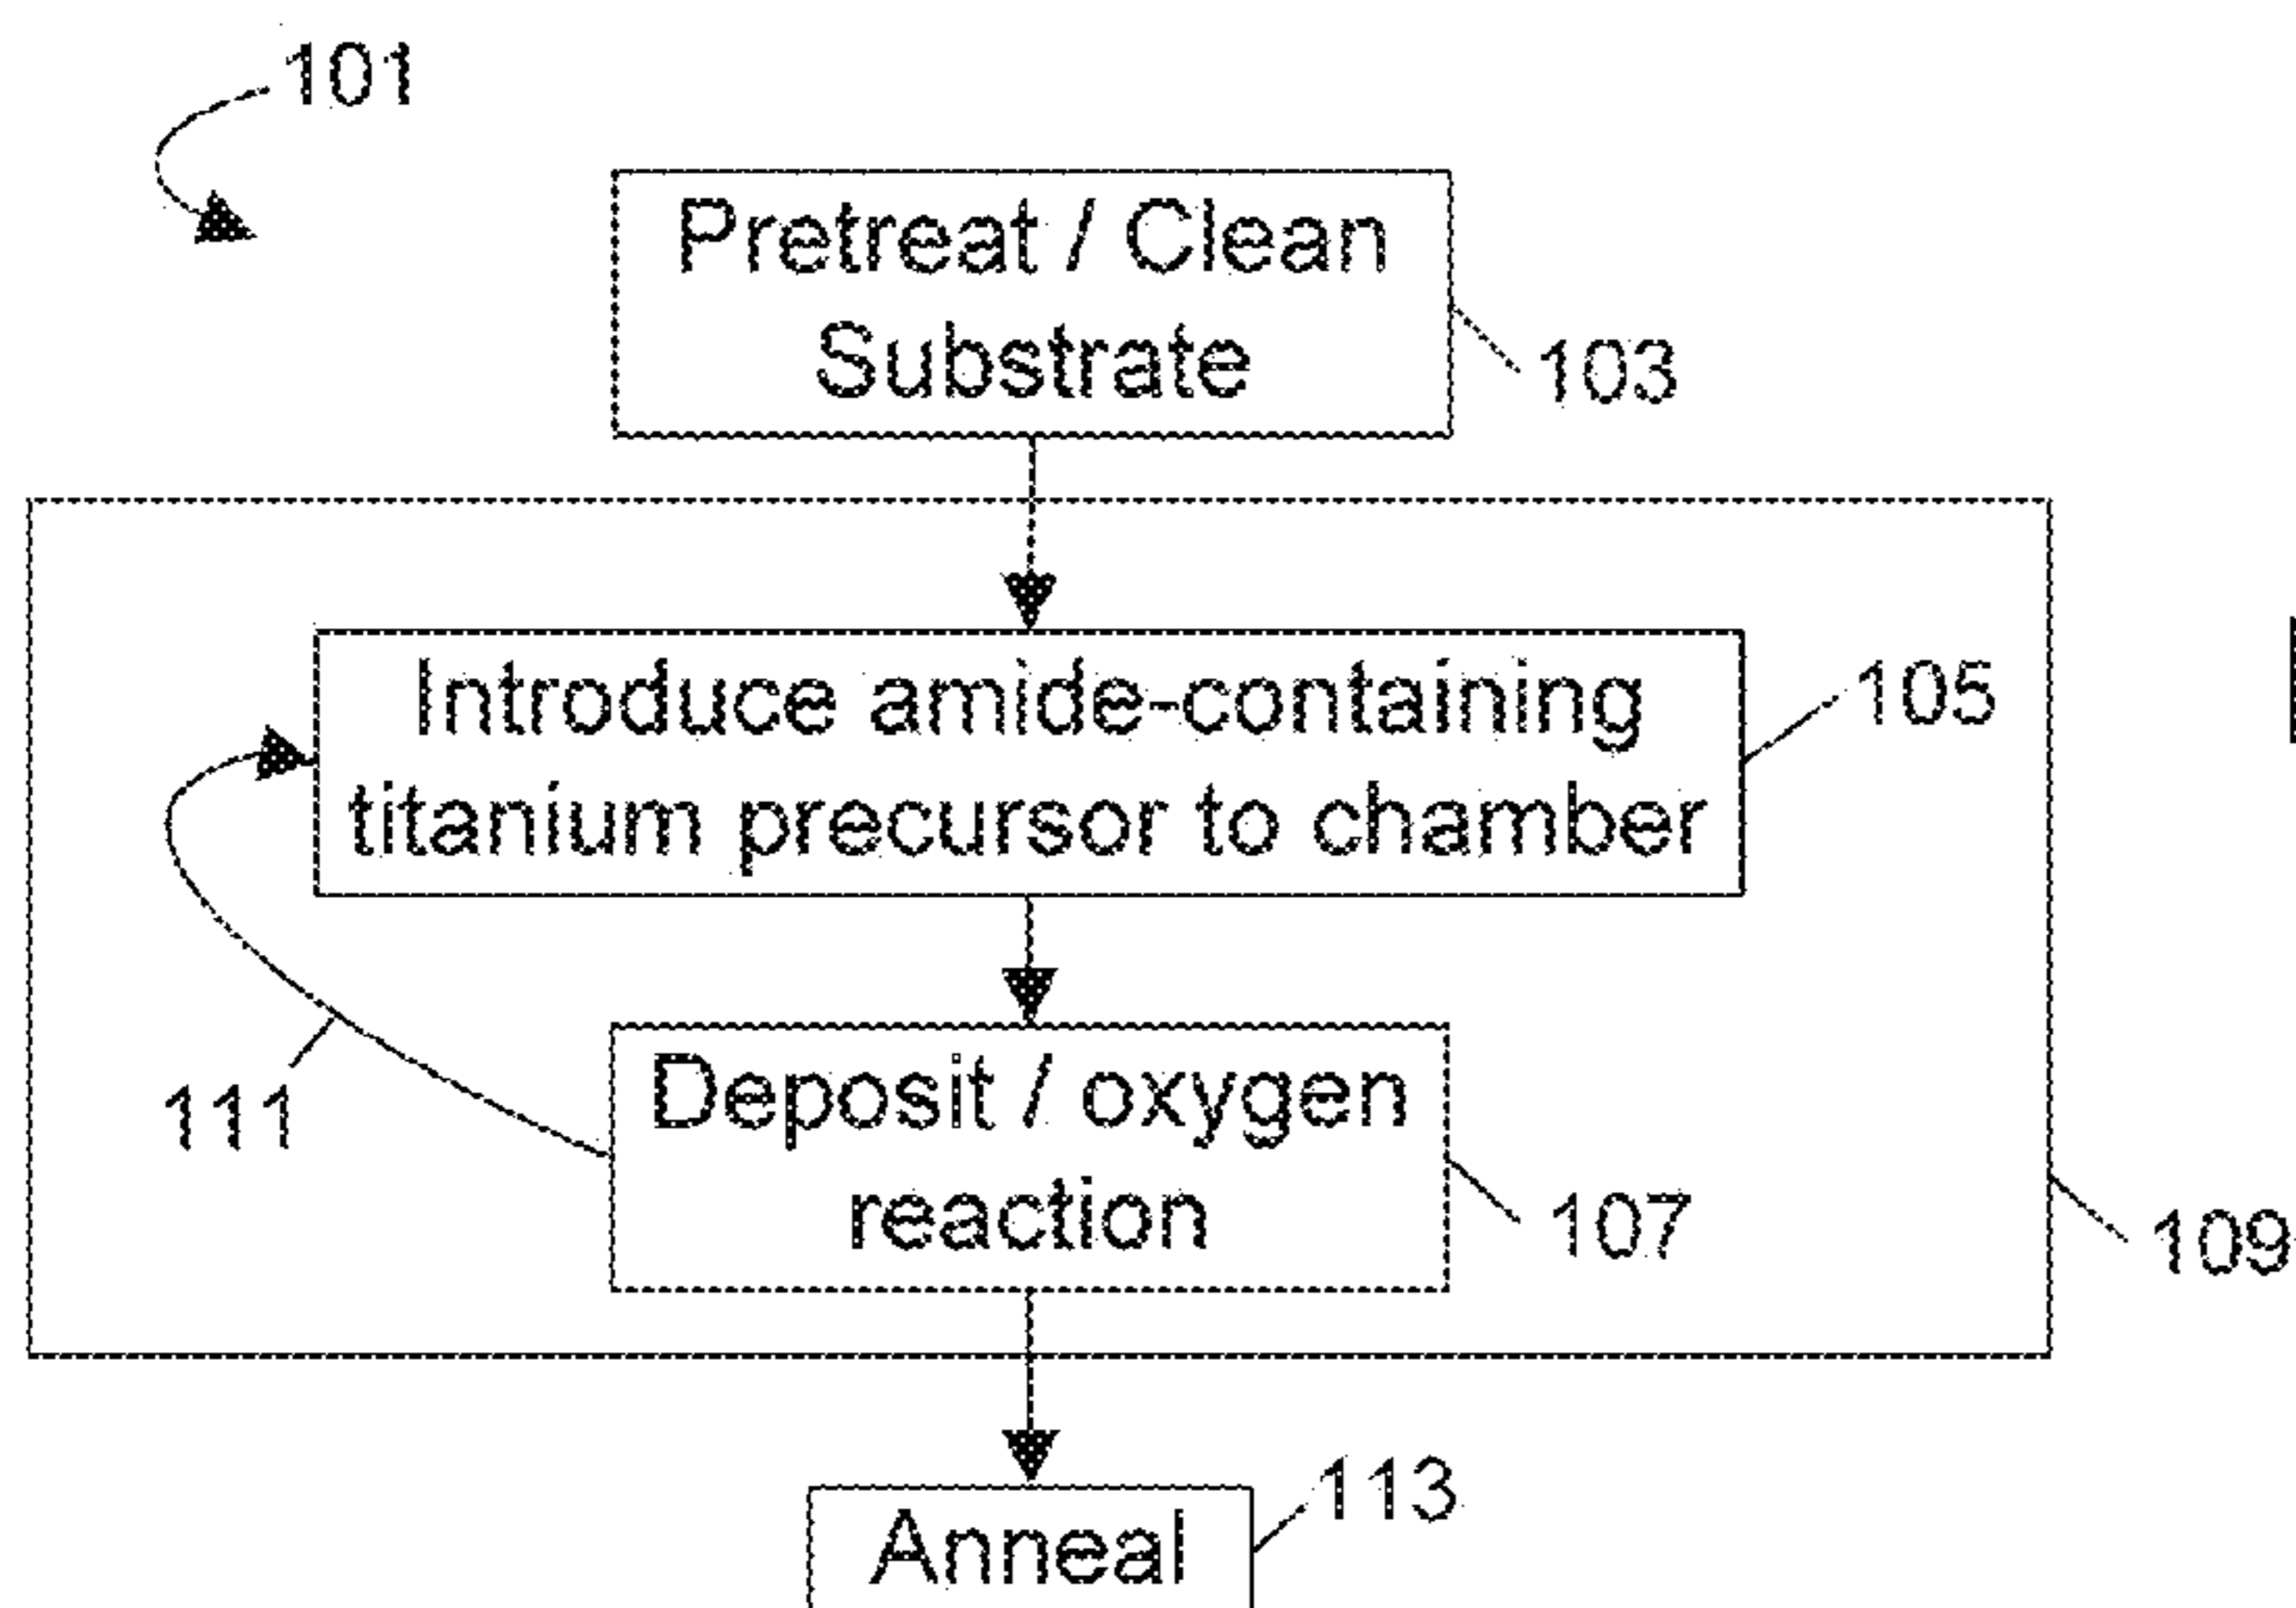 101
Pretreat / Clean
Substrate
103
Introduce amide-containing
titanium precursor to chamber
105
Deposit / oxygen
reaction
111
107
109
Anneal
113